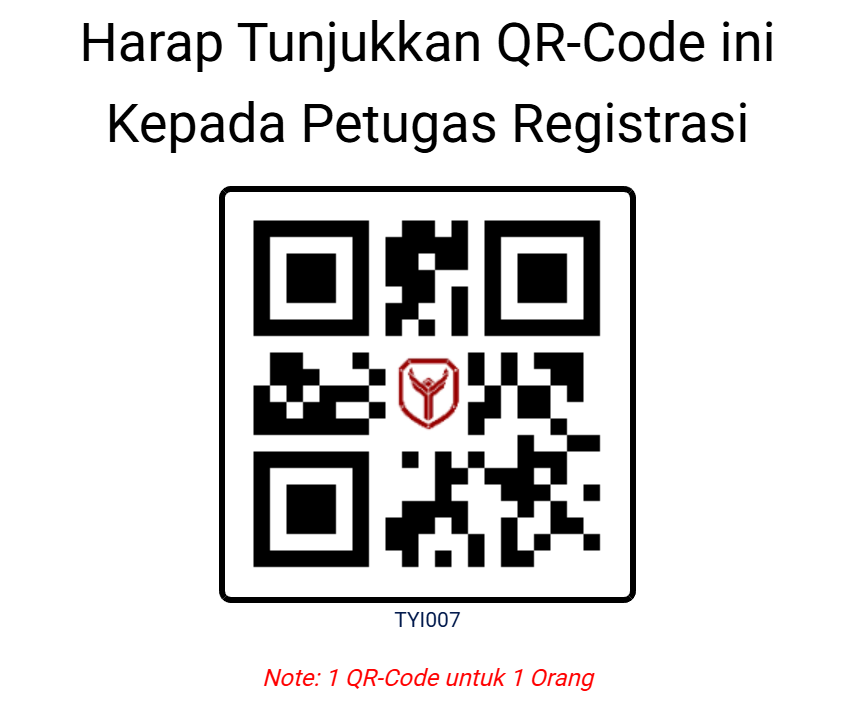 Harap Tunjukkan QR-Code ini
Kepada Petugas Registrasi
TYI007
Note: 1 QR-Code untuk 1 Orang